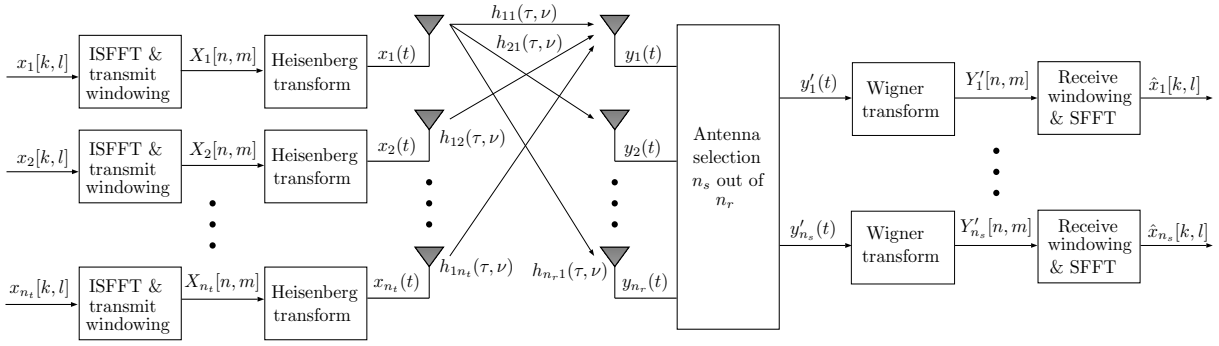 x_1[k, l]
ISFFT &
transmit
windowing
X_1[n, m]
Heisenberg
transform
x_1(t)
h_{11}(τ, ν)
h_{21}(τ, ν)
y_1(t)
x_2[k, l]
ISFFT &
transmit
windowing
X_2[n, m]
Heisenberg
transform
x_2(t)
h_{12}(τ, ν)
y_2(t)
x_{n_t}[k, l]
ISFFT &
transmit
windowing
X_{n_t}[n, m]
Heisenberg
transform
x_{n_t}(t)
h_{1n_t}(τ, ν)
h_{n_r1}(τ, ν)
y_{n_r}(t)
Antenna
selection
n_s out of
n_r
y'_1(t)
Wigner
transform
Y'_1[n, m]
Receive
windowing
& SFFT
x̂_1[k, l]
y'_{n_s}(t)
Wigner
transform
Y'_{n_s}[n, m]
Receive
windowing
& SFFT
x̂_{n_s}[k, l]